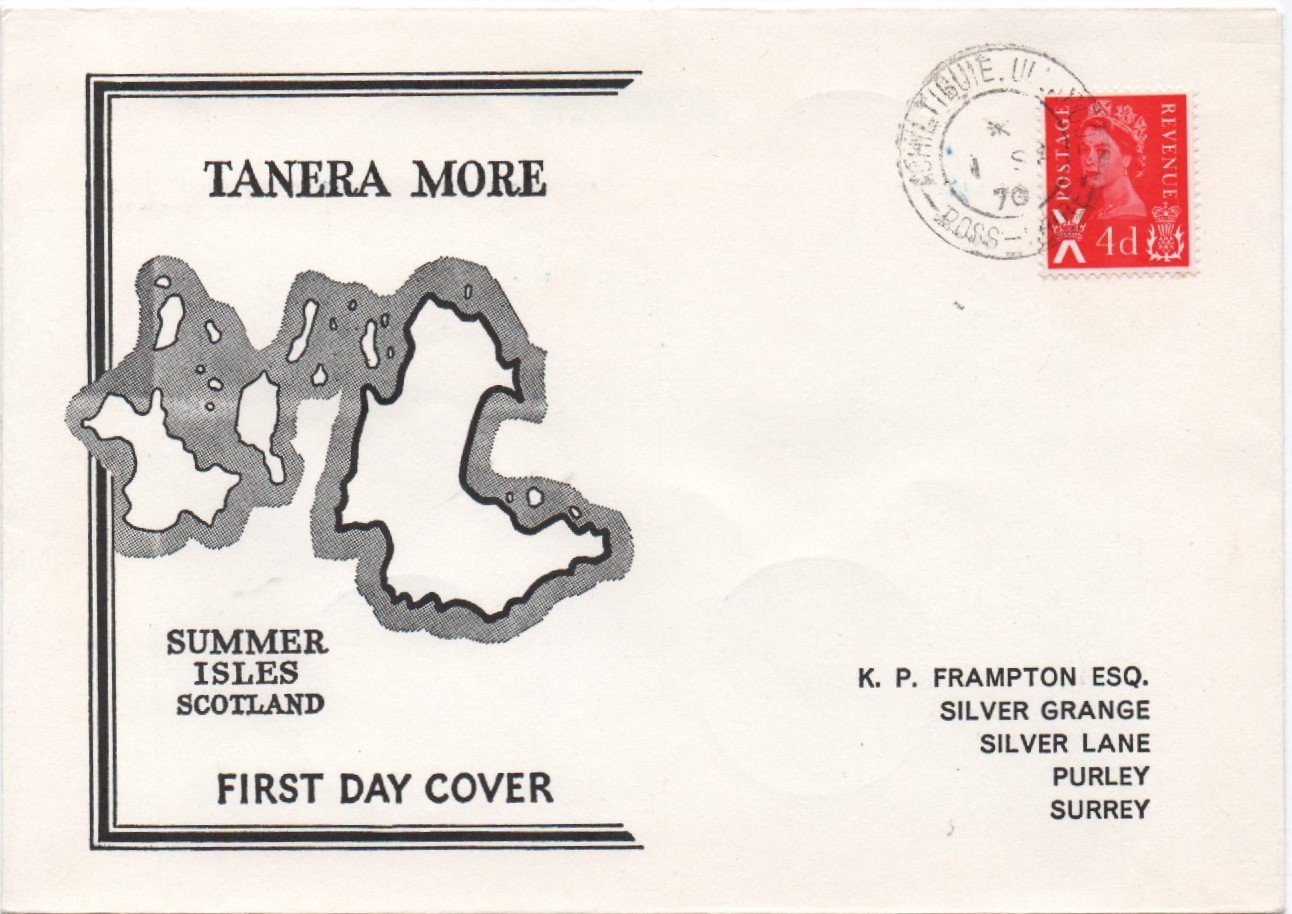 TANERA MORE
SUMMER
ISLES
SCOTLAND
FIRST DAY COVER
ACHILTIBUIE.
ROSS
70
POSTAGE
REVENUE
4d
K. P. FRAMPTON ESQ.
SILVER GRANGE
SILVER LANE
PURLEY
SURREY